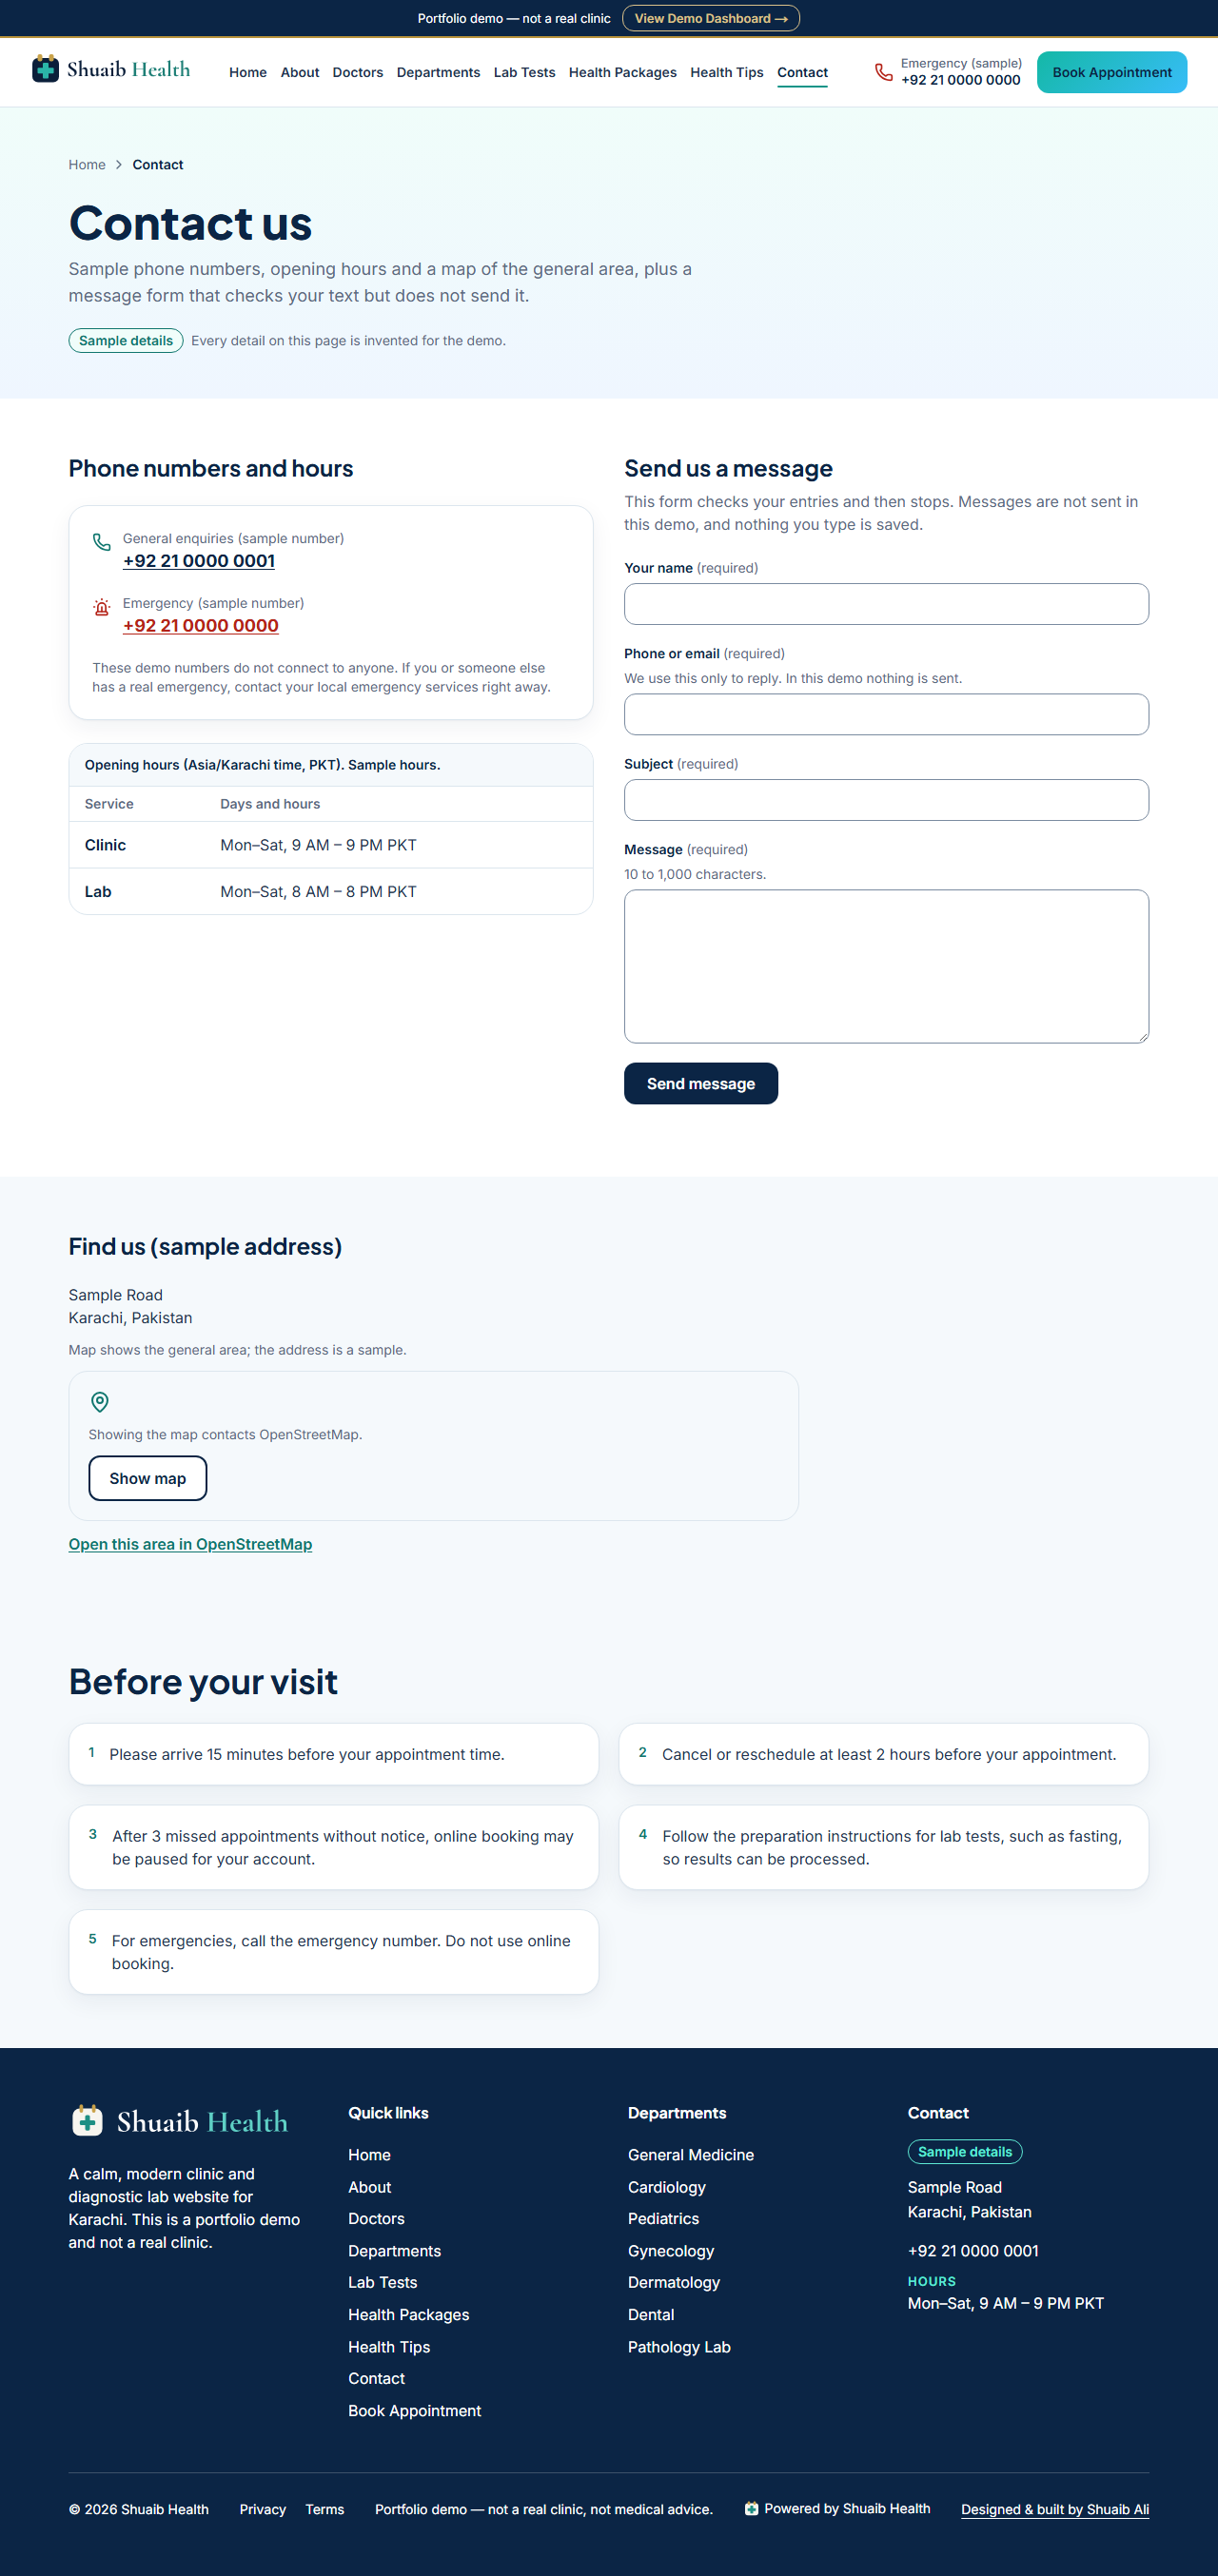 Portfolio demo — not a real clinic View Demo Dashboard →
Shuaib Health Home About Doctors Departments Lab Tests Health Packages Health Tips Contact Emergency (sample) +92 21 0000 0000 Book Appointment
Home > Contact
Contact us
Sample phone numbers, opening hours and a map of the general area, plus a
message form that checks your text but does not send it.
Sample details Every detail on this page is invented for the demo.
Phone numbers and hours
General enquiries (sample number)
+92 21 0000 0001
Emergency (sample number)
+92 21 0000 0000
These demo numbers do not connect to anyone. If you or someone else
has a real emergency, contact your local emergency services right away.
Opening hours (Asia/Karachi time, PKT). Sample hours.
Service Days and hours
Clinic Mon–Sat, 9 AM – 9 PM PKT
Lab Mon–Sat, 8 AM – 8 PM PKT
Send us a message
This form checks your entries and then stops. Messages are not sent in
this demo, and nothing you type is saved.
Your name (required)
Phone or email (required)
We use this only to reply. In this demo nothing is sent.
Subject (required)
Message (required)
10 to 1,000 characters.
Send message
Find us (sample address)
Sample Road
Karachi, Pakistan
Map shows the general area; the address is a sample.
Showing the map contacts OpenStreetMap.
Show map
Open this area in OpenStreetMap
Before your visit
1 Please arrive 15 minutes before your appointment time.
2 Cancel or reschedule at least 2 hours before your appointment.
3 After 3 missed appointments without notice, online booking may
be paused for your account.
4 Follow the preparation instructions for lab tests, such as fasting,
so results can be processed.
5 For emergencies, call the emergency number. Do not use online
booking.
Shuaib Health
A calm, modern clinic and
diagnostic lab website for
Karachi. This is a portfolio demo
and not a real clinic.
Quick links
Home
About
Doctors
Departments
Lab Tests
Health Packages
Health Tips
Contact
Book Appointment
Departments
General Medicine
Cardiology
Pediatrics
Gynecology
Dermatology
Dental
Pathology Lab
Contact
Sample details
Sample Road
Karachi, Pakistan
+92 21 0000 0001
HOURS
Mon–Sat, 9 AM – 9 PM PKT
© 2026 Shuaib Health Privacy Terms Portfolio demo — not a real clinic, not medical advice. Powered by Shuaib Health Designed & built by Shuaib Ali